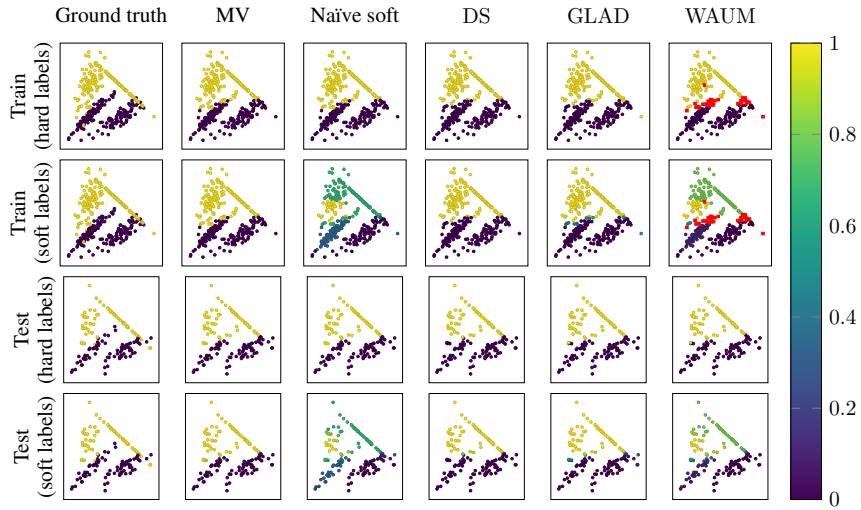 Ground truth MV Naïve soft DS GLAD WAUM
Train
(hard labels)
Train
(soft labels)
Test
(hard labels)
Test
(soft labels)
1
0.8
0.6
0.4
0.2
0